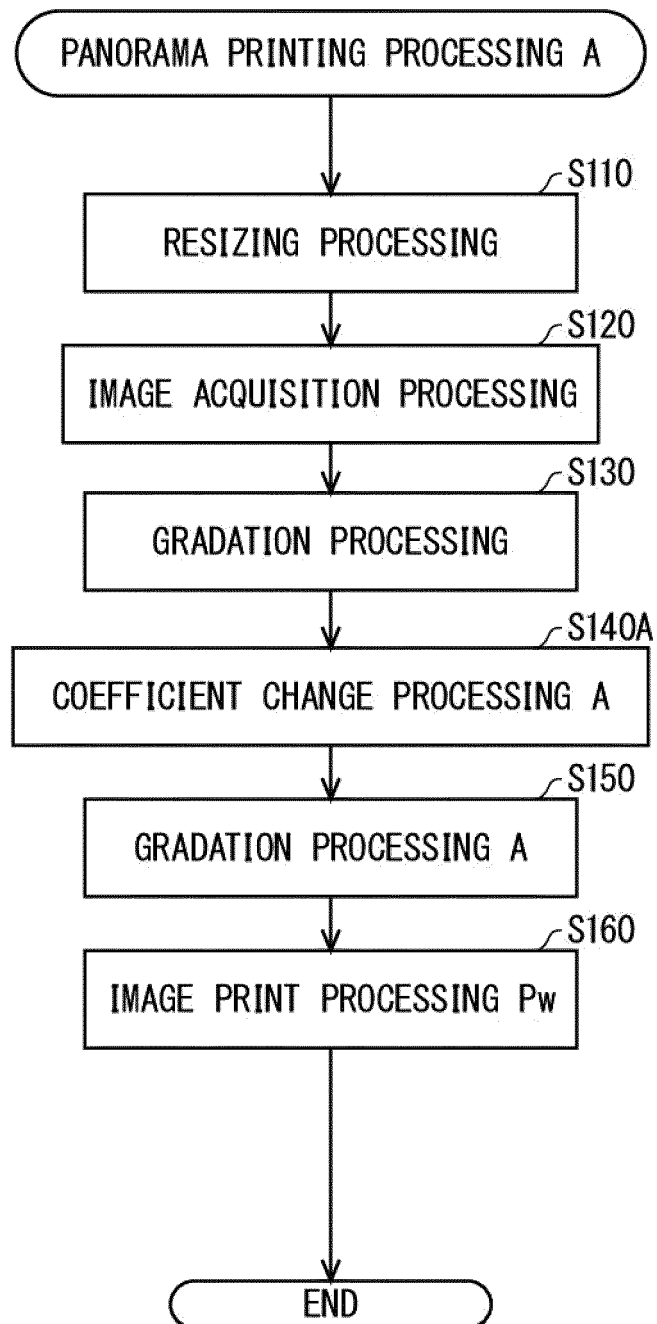 PANORAMA PRINTING PROCESSING A
S110
RESIZING PROCESSING
S120
IMAGE ACQUISITION PROCESSING
S130
GRADATION PROCESSING
S140A
COEFFICIENT CHANGE PROCESSING A
S150
GRADATION PROCESSING A
S160
IMAGE PRINT PROCESSING Pw
END